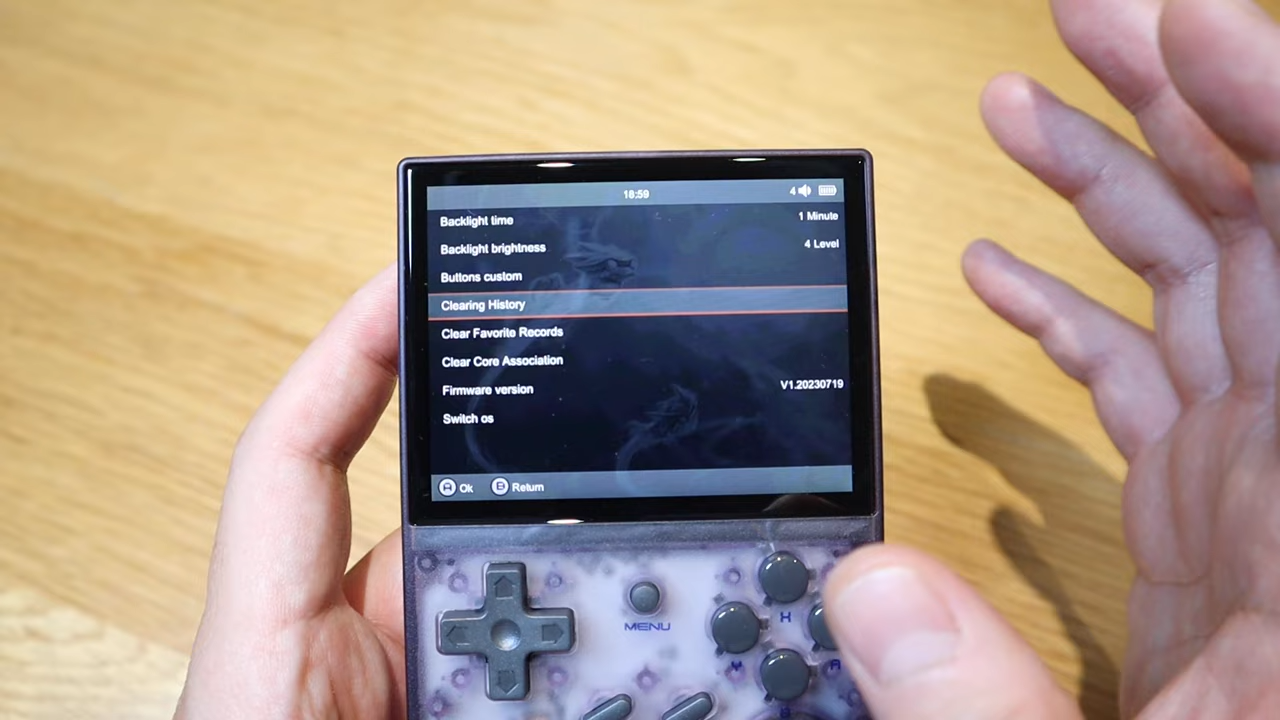 18:59 4
Backlight time 1 Minute
Backlight brightness 4 Level
Buttons custom
Clearing History
Clear Favorite Records
Clear Core Association
Firmware version V1.20230719
Switch os
A Ok B Return
MENU
X
Y A
B